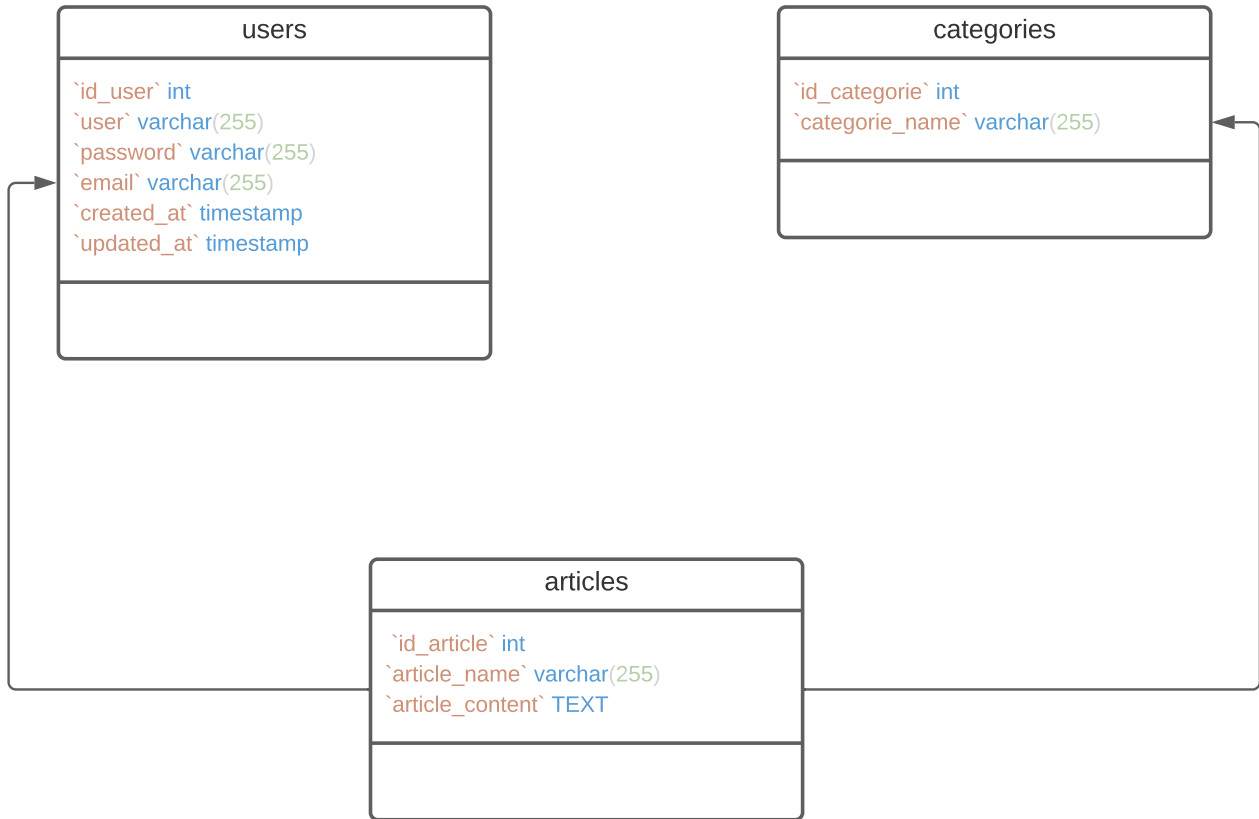 users
`id_user` int
`user` varchar(255)
`password` varchar(255)
`email` varchar(255)
`created_at` timestamp
`updated_at` timestamp
categories
`id_categorie` int
`categorie_name` varchar(255)
articles
`id_article` int
`article_name` varchar(255)
`article_content` TEXT